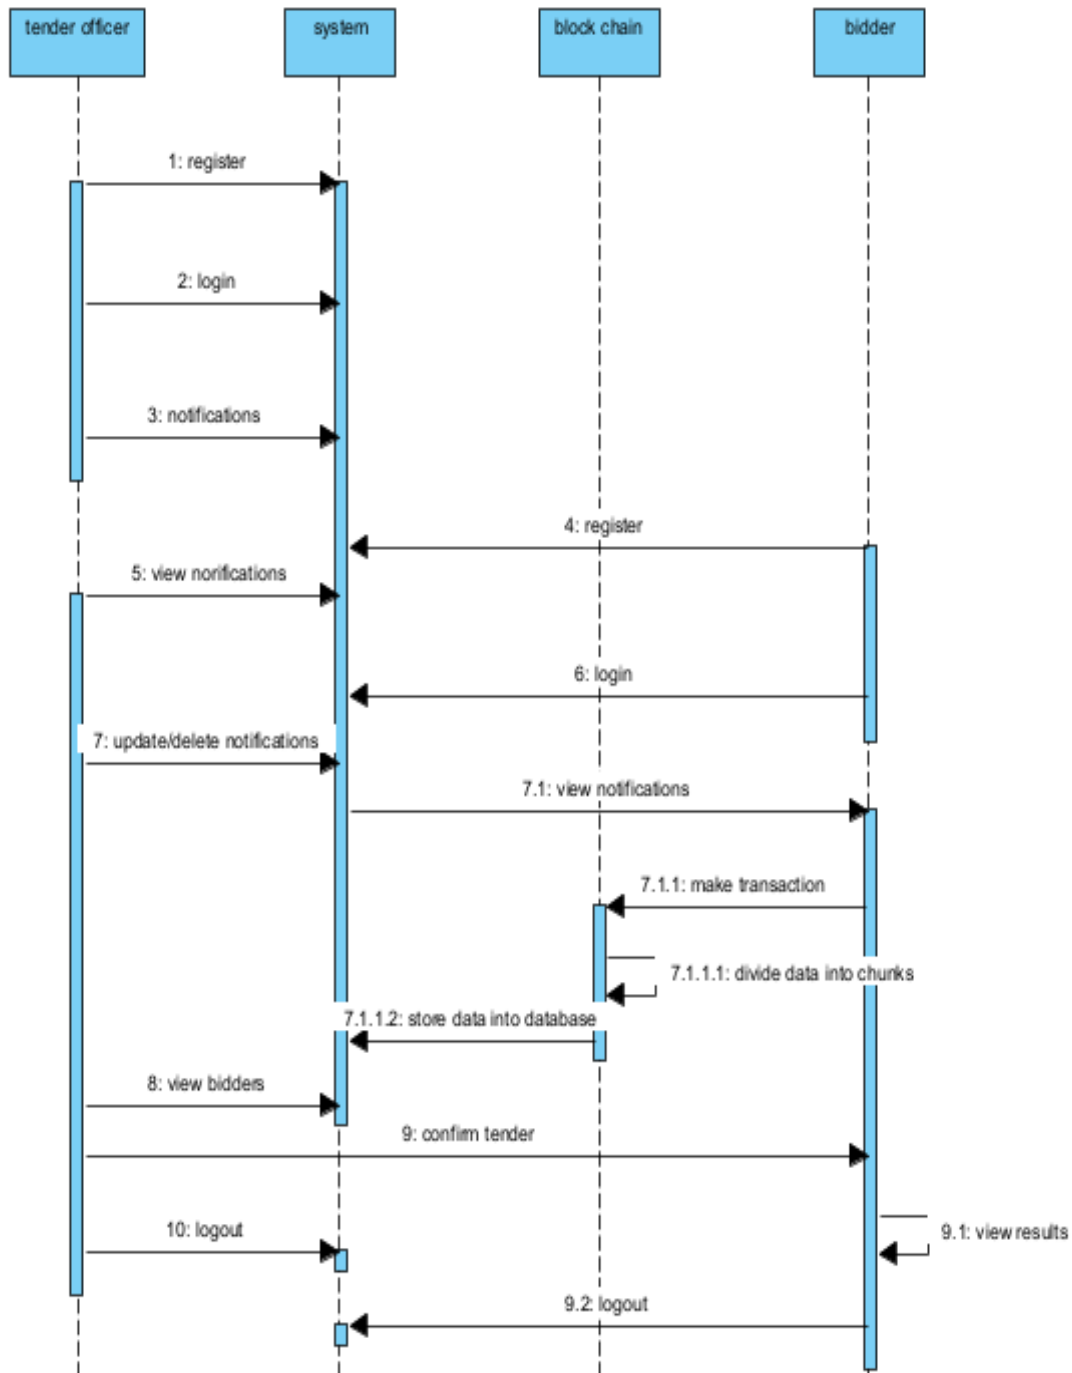 tender officer
system
block chain
bidder
1: register
2: login
3: notifications
4: register
5: view norifications
6: login
7: update/delete notifications
7.1: view notifications
7.1.1: make transaction
7.1.1.1: divide data into chunks
7.1.1.2: store data into database
8: view bidders
9: confirm tender
10: logout
9.1: view results
9.2: logout